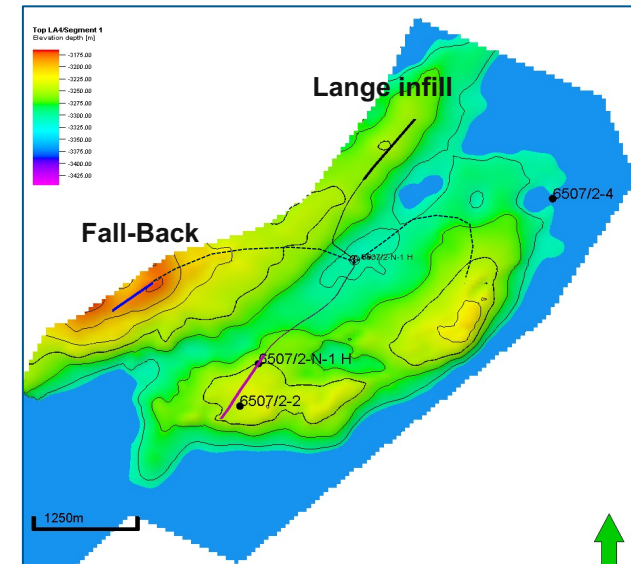 Top LA4/Segment 1
Elevation depth [m]
-3175.00
-3200.00
-3225.00
-3250.00
-3275.00
-3300.00
-3325.00
-3350.00
-3375.00
-3400.00
-3425.00
Lange infill
6507/2-4
Fall-Back
6507/2-N-1 H
6507/2-N-1 H
6507/2-2
1250m